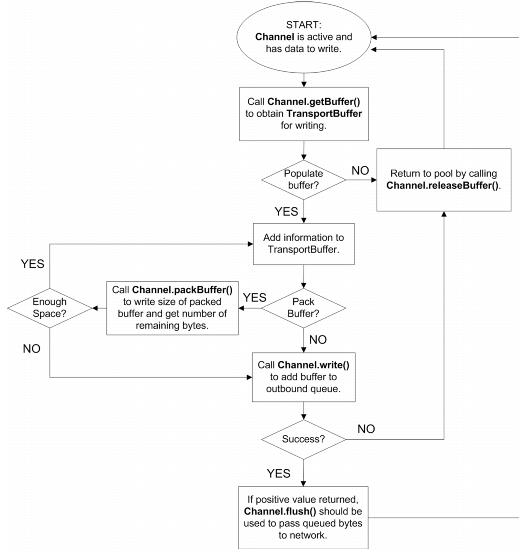 START:
Channel is active and
has data to write.
Call Channel.getBuffer()
to obtain TransportBuffer
for writing.
Populate
buffer?
NO
Return to pool by calling
Channel.releaseBuffer().
YES
Add information to
TransportBuffer.
YES
Enough
Space?
Call Channel.packBuffer()
to write size of packed
buffer and get number of
remaining bytes.
YES
Pack
Buffer?
NO
NO
Call Channel.write()
to add buffer to
outbound queue.
Success?
NO
YES
If positive value returned,
Channel.flush() should be
used to pass queued bytes
to network.